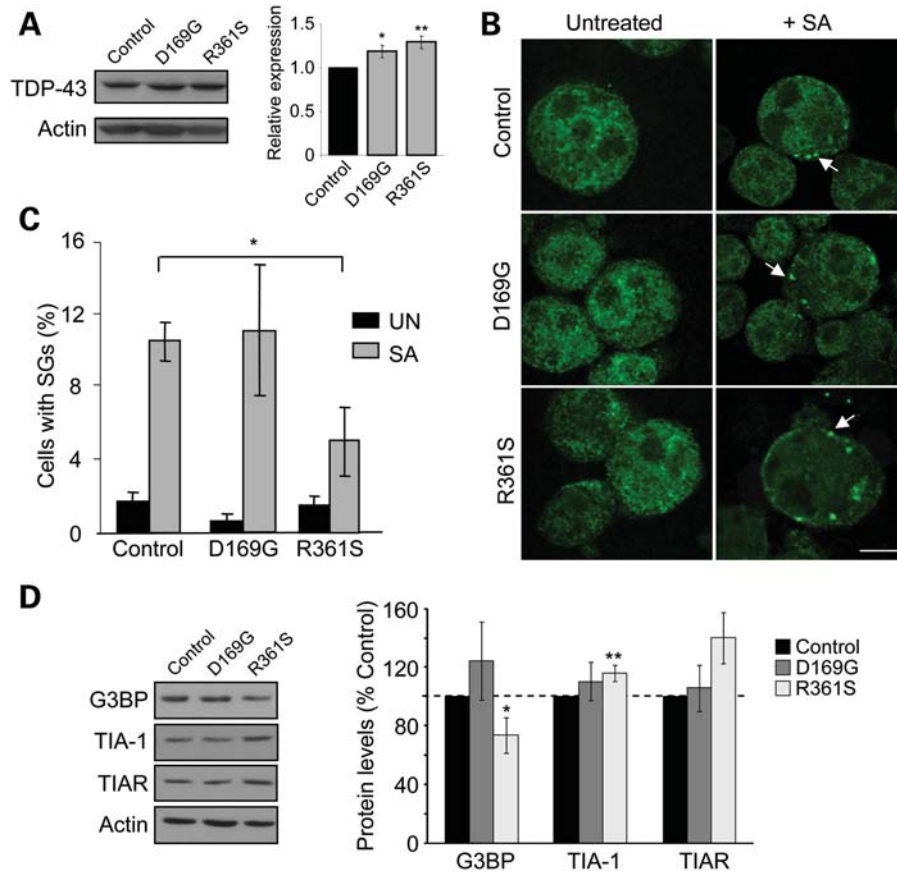 A
Control
D169G
R361S
TDP-43
Actin
Relative expression
1.5
1.0
0.5
0
*
**
Control
D169G
R361S
B
Untreated
+ SA
Control
D169G
R361S
C
Cells with SGs (%)
16
12
8
4
0
*
UN
SA
Control
D169G
R361S
D
Control
D169G
R361S
G3BP
TIA-1
TIAR
Actin
Protein levels (% Control)
160
120
80
40
0
*
**
Control
D169G
R361S
G3BP
TIA-1
TIAR